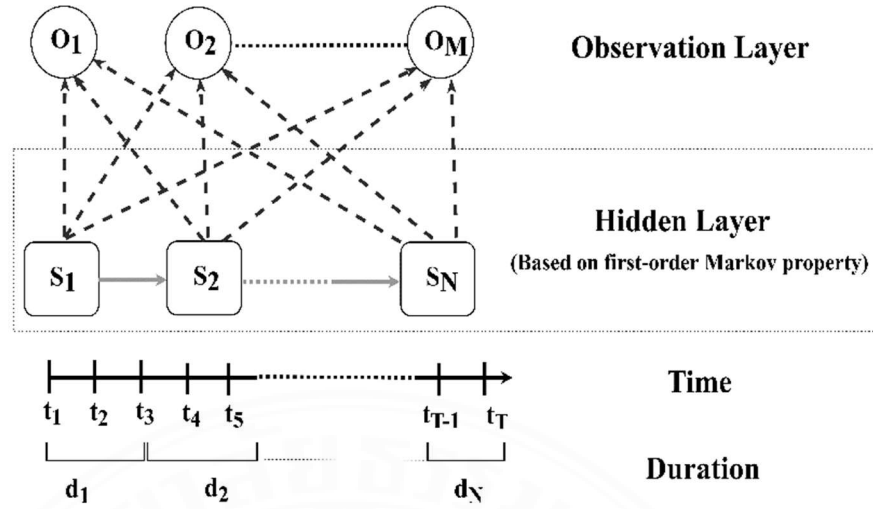 O1 O2 OM Observation Layer
Hidden Layer
(Based on first-order Markov property)
S1 S2 SN
Time
t1 t2 t3 t4 t5 tT-1 tT
Duration
d1 d2 dN